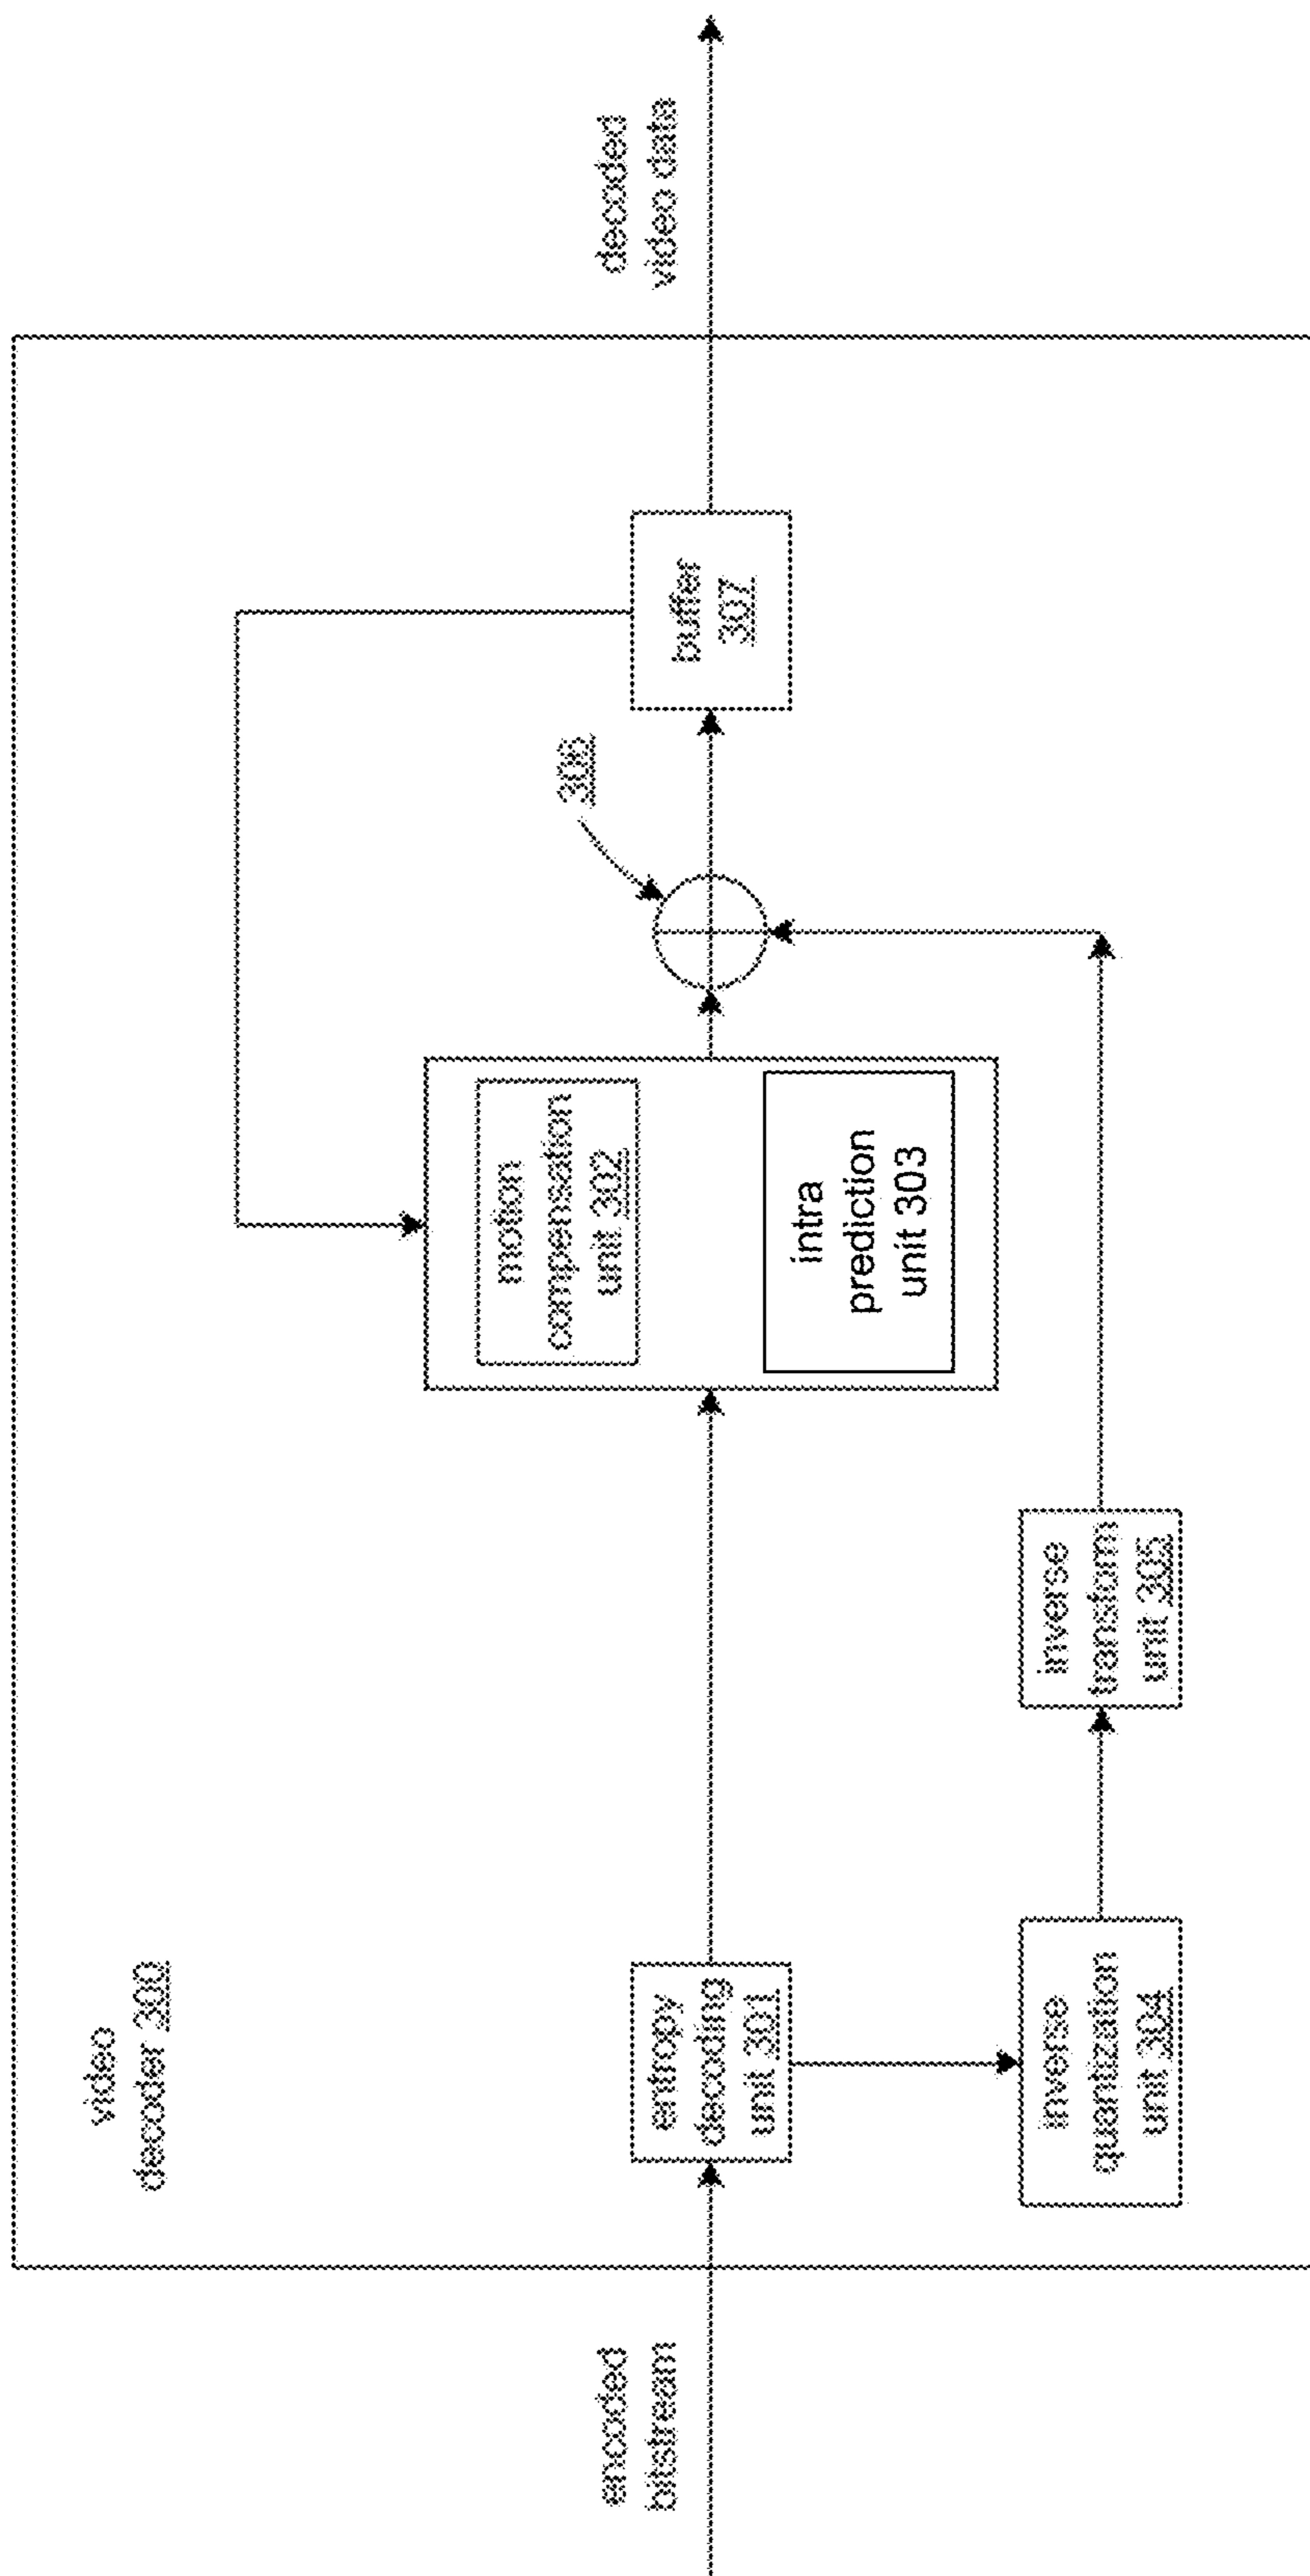 video
decoder 300
encoded
bitstream
entropy
decoding
unit 301
inverse
quantization
unit 304
inverse
transform
unit 305
motion
compensation
unit 302
intra
prediction
unit 303
306
buffer
307
decoded
video data